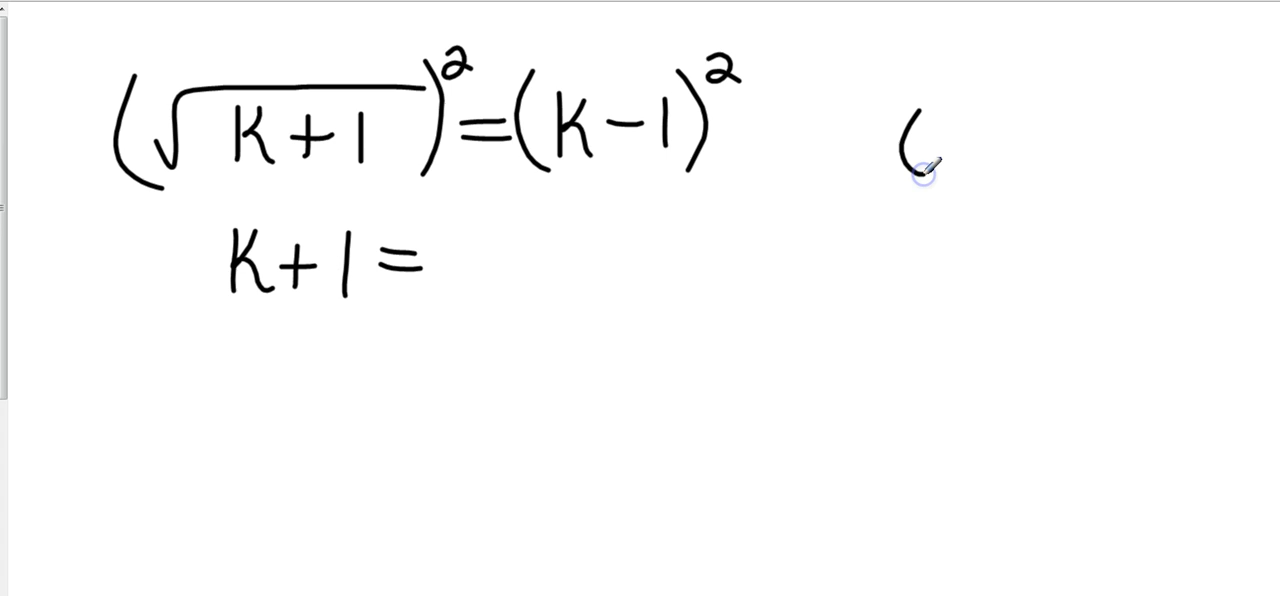 (√K+1)²=(K-1)² (
K+1=